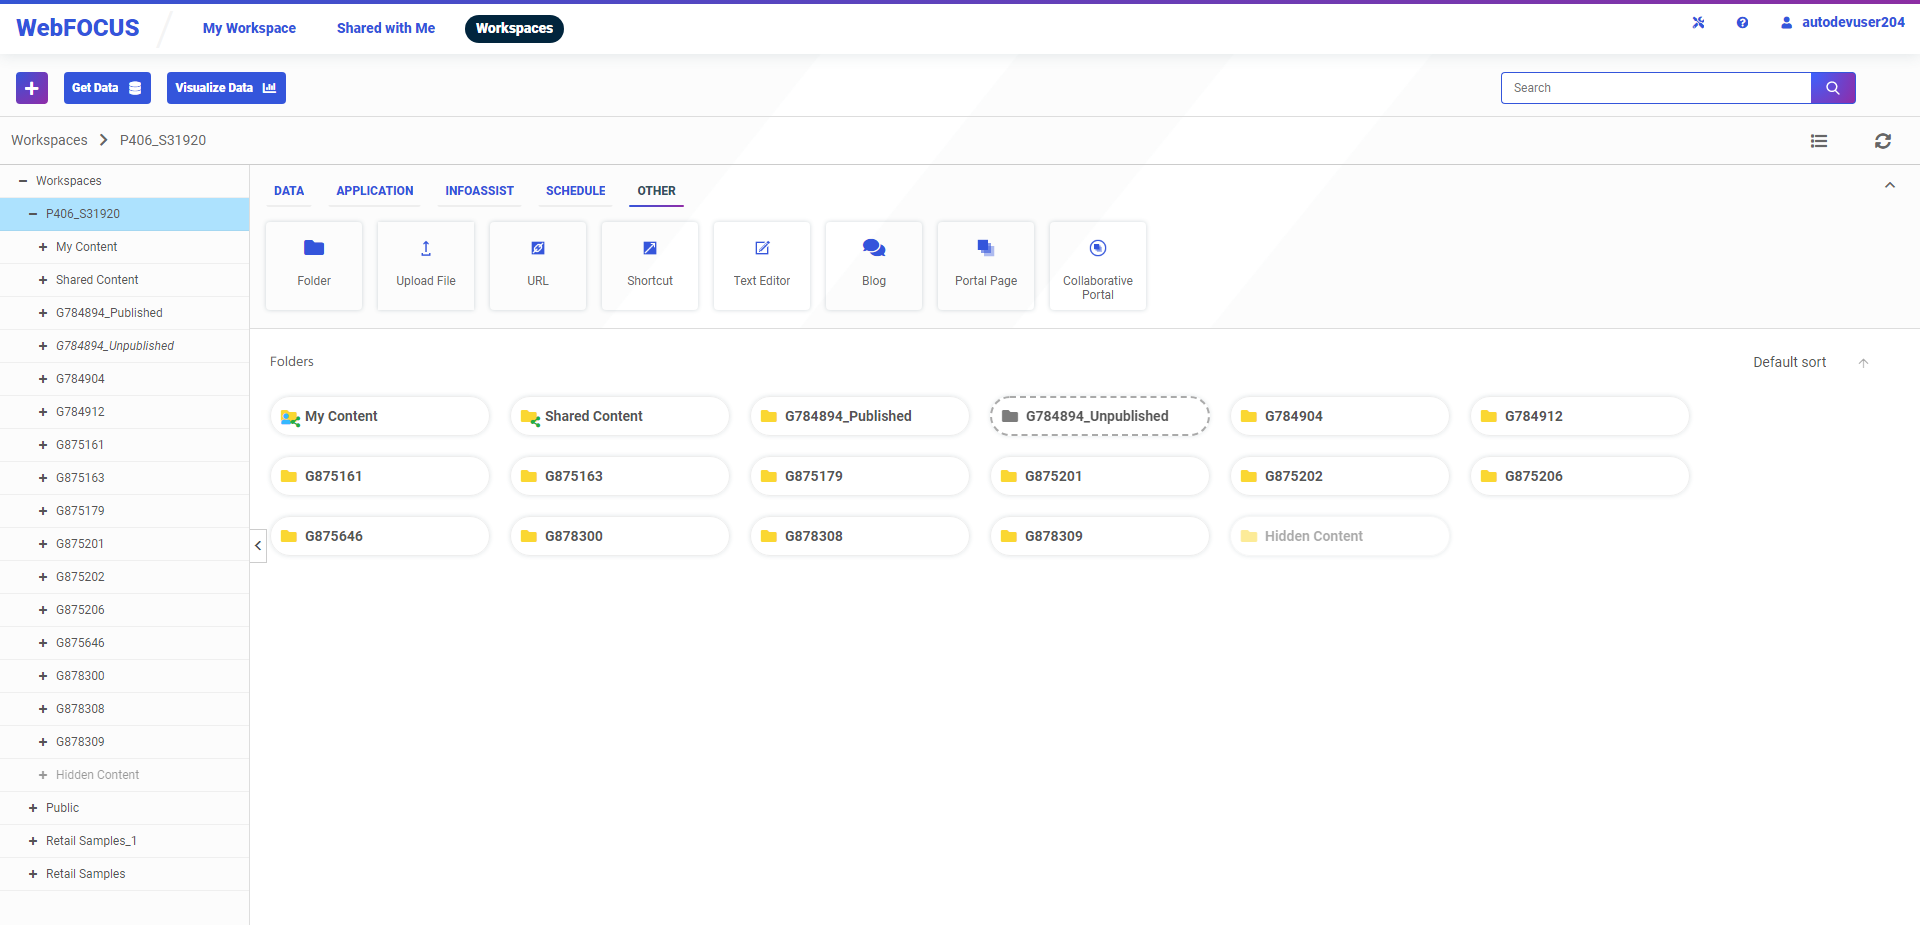 WebFOCUS
My Workspace
Shared with Me
Workspaces
autodevuser204
Get Data
Visualize Data
Search
Workspaces
P406_S31920
Workspaces
P406_S31920
My Content
Shared Content
G784894_Published
G784894_Unpublished
G784904
G784912
G875161
G875163
G875179
G875201
G875202
G875206
G875646
G878300
G878308
G878309
Hidden Content
Public
Retail Samples_1
Retail Samples
DATA
APPLICATION
INFOASSIST
SCHEDULE
OTHER
Folder
Upload File
URL
Shortcut
Text Editor
Blog
Portal Page
Collaborative
Portal
Folders
Default sort
My Content
Shared Content
G784894_Published
G784894_Unpublished
G784904
G784912
G875161
G875163
G875179
G875201
G875202
G875206
G875646
G878300
G878308
G878309
Hidden Content